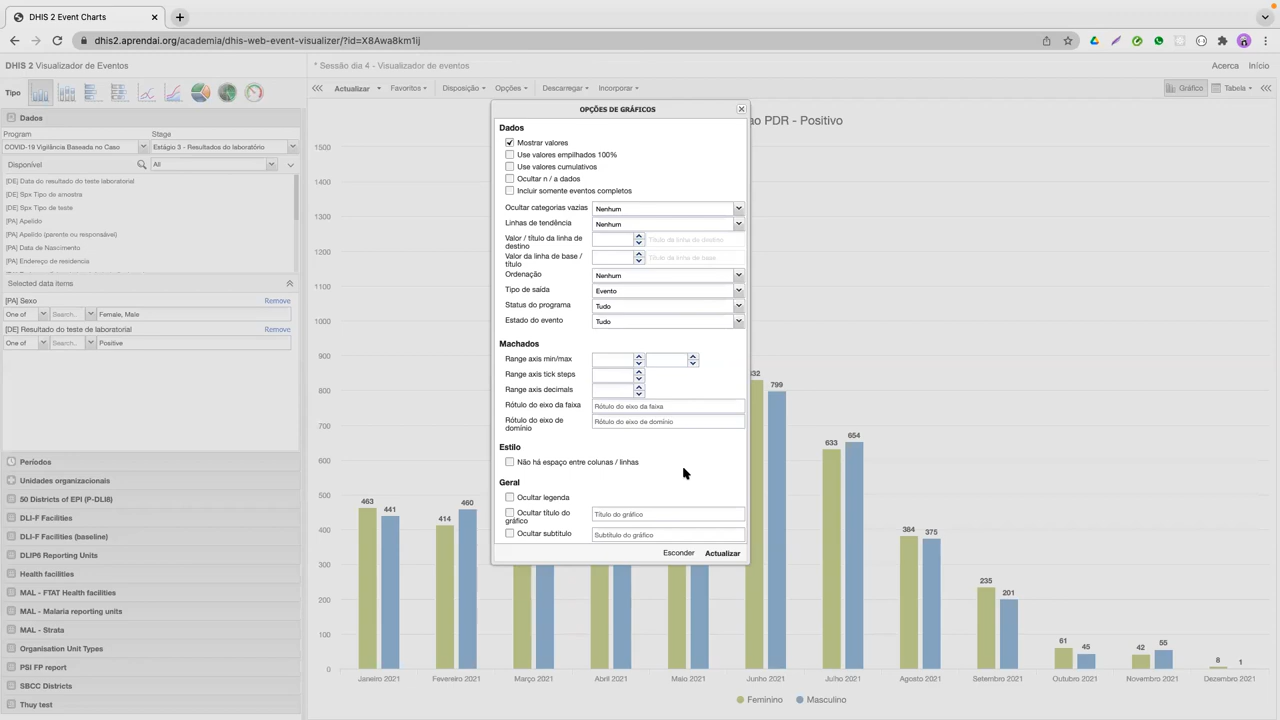 DHIS 2 Event Charts
dhis2.aprendai.org/academia/dhis-web-event-visualizer/?id=X8Awa8km1ij
DHIS 2 Visualizador de Eventos
* Sessão dia 4 - Visualizador de eventos
Acerca
Início
Tipo
Actualizar
Favoritos
Disposição
Opções
Descarregar
Incorporar
Gráfico
Tabela
Dados
Program
Stage
COVID-19 Vigilância Baseada no Caso
Estágio 3 - Resultados do laboratório
Disponível
All
[DE] Data do resultado do teste laboratorial
[DE] Spx Tipo de amostra
[DE] Spx Tipo de teste
[PA] Apelido
[PA] Apelido (parente ou responsável)
[PA] Data de Nascimento
[PA] Endereço de residencia
Selected data items
[PA] Sexo
Remove
One of
Search..
Female, Male
[DE] Resultado do teste de laboratorial
Remove
One of
Search..
Positive
Períodos
Unidades organizacionais
50 Districts of EPI (P-DLI8)
DLI-F Facilities
DLI-F Facilities (baseline)
DLIP6 Reporting Units
Health facilities
MAL - FTAT Health facilities
MAL - Malaria reporting units
MAL - Strata
Organisation Unit Types
PSI FP report
SBCC Districts
Thuy test
OPÇÕES DE GRÁFICOS
Dados
Mostrar valores
Use valores empilhados 100%
Use valores cumulativos
Ocultar n / a dados
Incluir somente eventos completos
Ocultar categorias vazias
Nenhum
Linhas de tendência
Nenhum
Valor / título da linha de
destino
Título da linha de destino
Valor da linha de base /
título
Título da linha de base
Ordenação
Nenhum
Tipo de saída
Evento
Status do programa
Tudo
Estado do evento
Tudo
Machados
Range axis min/max
Range axis tick steps
Range axis decimals
Rótulo do eixo da faixa
Rótulo do eixo da faixa
Rótulo do eixo de
domínio
Rótulo do eixo de domínio
Estilo
Não há espaço entre colunas / linhas
Geral
Ocultar legenda
Ocultar título do
gráfico
Título do gráfico
Ocultar subtitulo
Subtítulo do gráfico
Esconder
Actualizar
ao PDR - Positivo
1500
1400
1300
1200
1100
1000
900
800
700
600
500
400
300
200
100
0
463
441
414
460
32
799
633
654
384
375
235
201
61
45
42
55
8
1
Janeiro 2021
Fevereiro 2021
Março 2021
Abril 2021
Maio 2021
Junho 2021
Julho 2021
Agosto 2021
Setembro 2021
Outubro 2021
Novembro 2021
Dezembro 2021
Feminino
Masculino